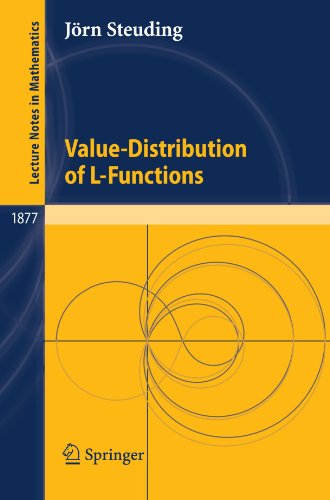 Jörn Steuding
Lecture Notes in Mathematics
Value-Distribution
of L-Functions
1877
Springer